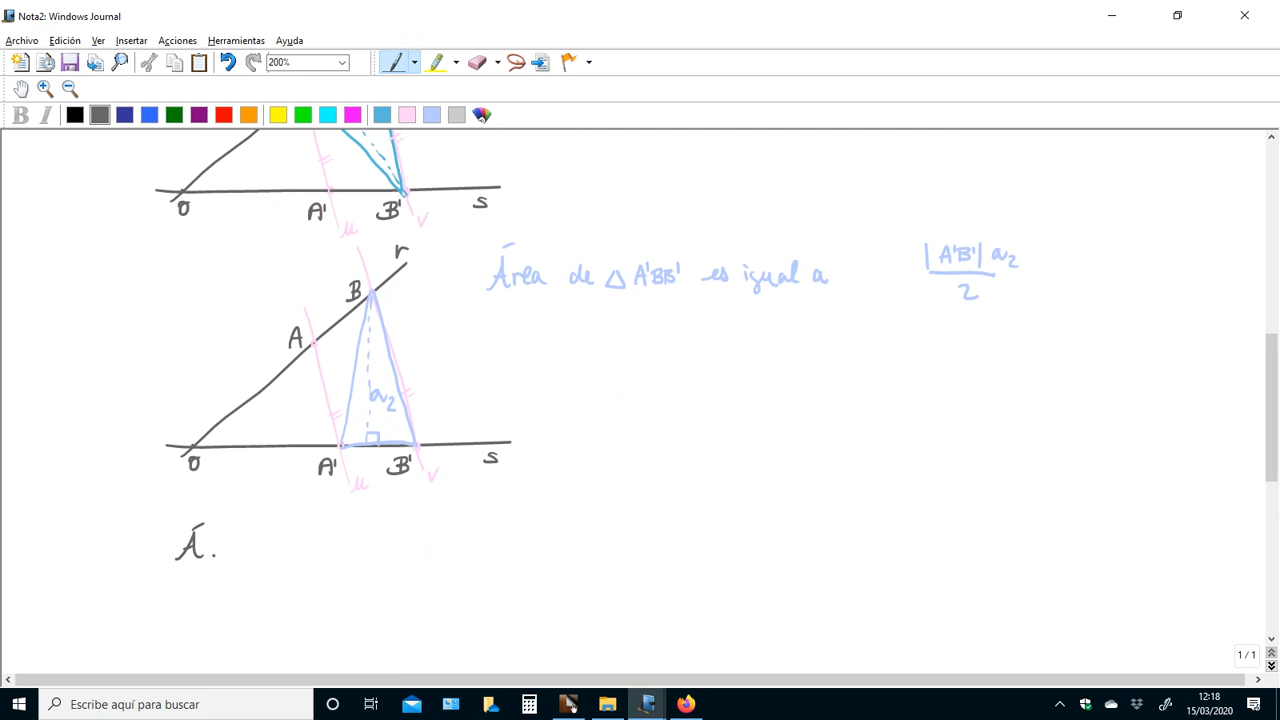 Nota2: Windows Journal
Archivo Edición Ver Insertar Acciones Herramientas Ayuda
200%
B I
O A' B' s
μ v
r
B
A
a₂
O A' B' s
μ v
Área de △ A'BB' es igual a |A'B'| a₂ / 2
Á.
1 / 1
Escribe aquí para buscar
12:18
15/03/2020